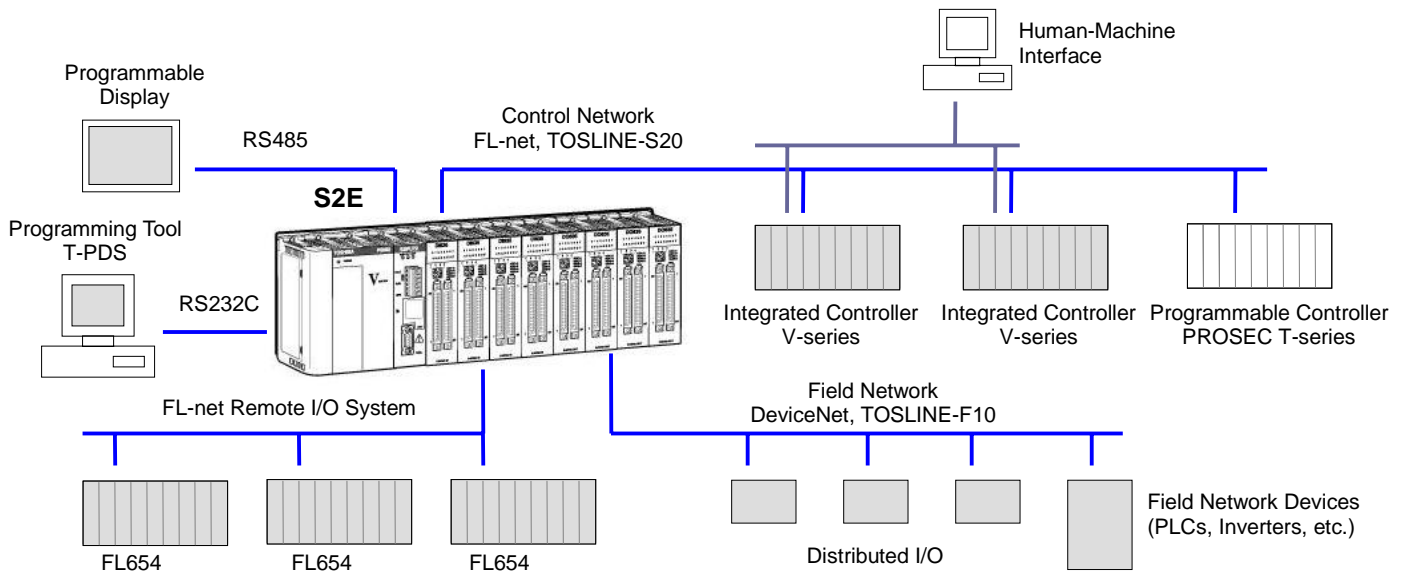 Human-Machine
Interface
Programmable
Display
RS485
Control Network
FL-net, TOSLINE-S20
S2E
Programming Tool
T-PDS
RS232C
V
Integrated Controller
V-series
Integrated Controller
V-series
Programmable Controller
PROSEC T-series
FL-net Remote I/O System
Field Network
DeviceNet, TOSLINE-F10
FL654
FL654
FL654
Distributed I/O
Field Network Devices
(PLCs, Inverters, etc.)